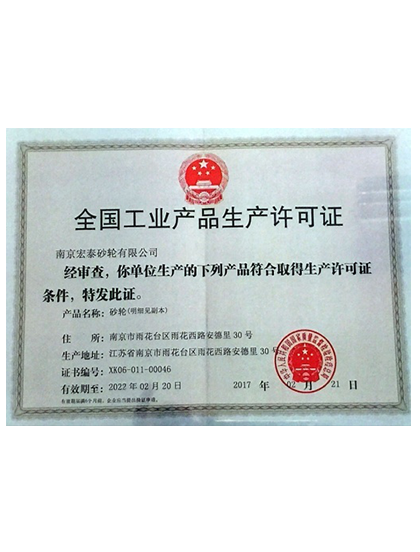 全国工业产品生产许可证
南京宏泰砂轮有限公司
经审查，你单位生产的下列产品符合取得生产许可证
条件，特发此证。
产品名称：砂轮(明细见副本)
住　　所：南京市雨花台区雨花西路安德里30号
生产地址：江苏省南京市雨花台区雨花西路安德里30号
证书编号：XK06-011-00046
有效期至：2022年02月20日
2017 年 02 月 21 日